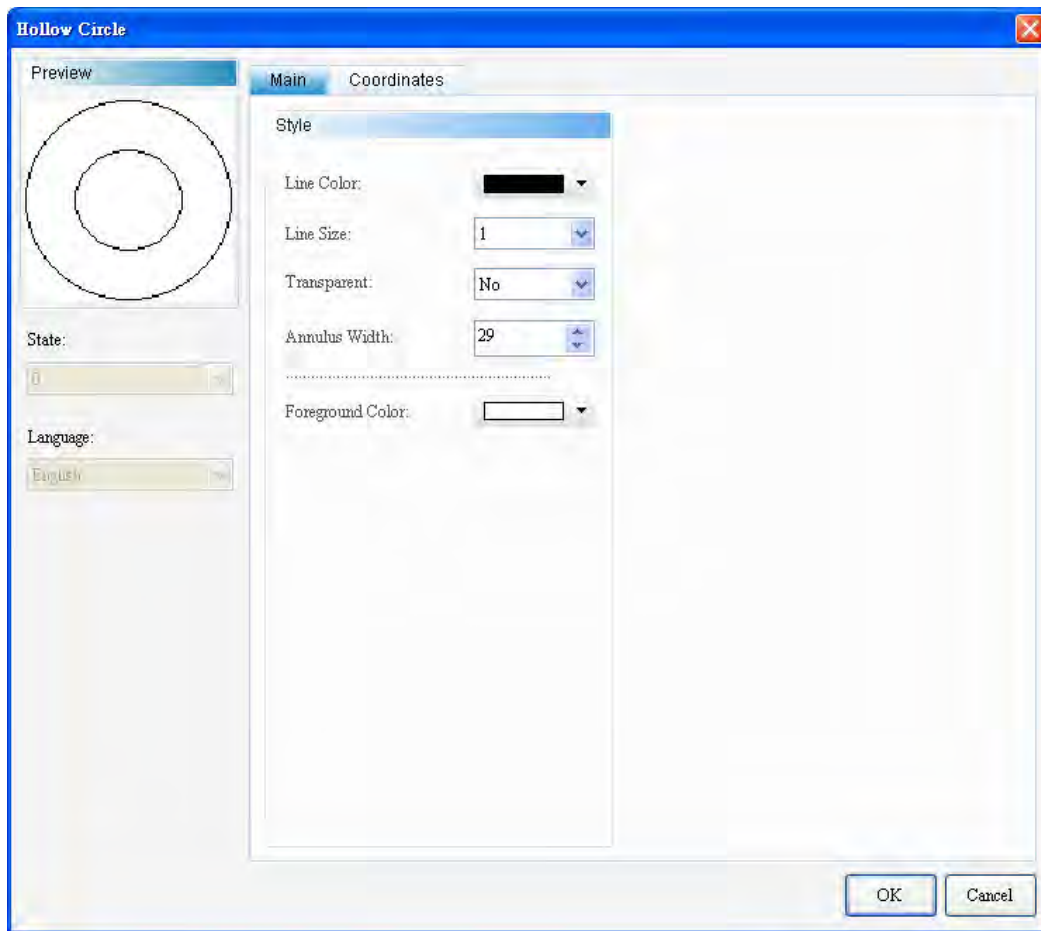 Hollow Circle
Preview
Main
Coordinates
Style
Line Color:
Line Size:
1
Transparent:
No
Annulus Width:
29
Foreground Color:
State:
0
Language:
English
OK
Cancel